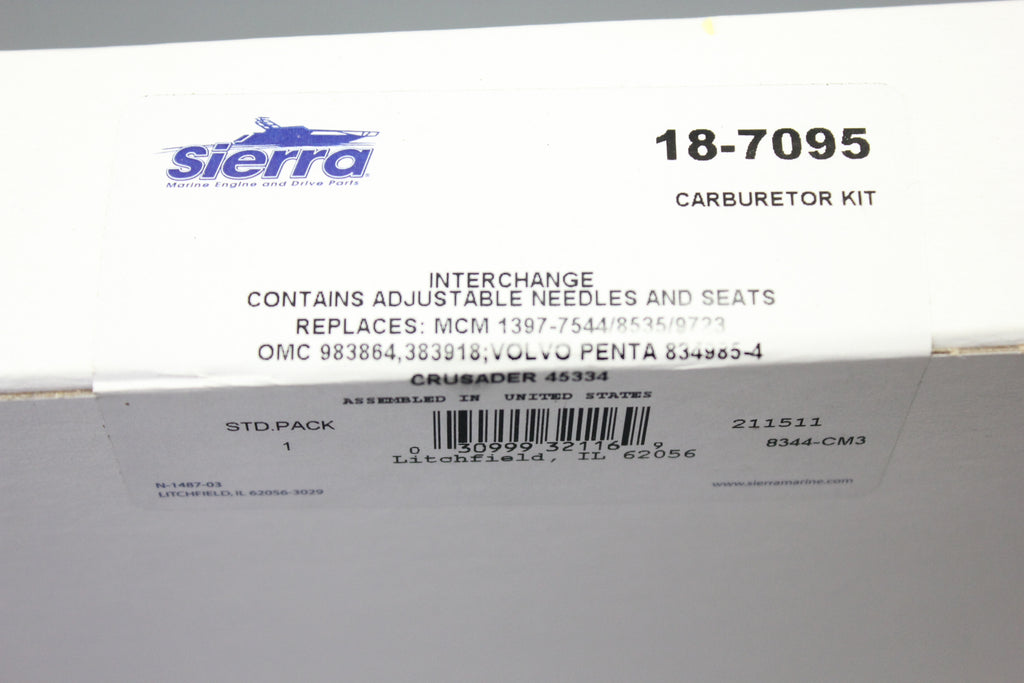 sierra
Marine Engine and Drive Parts
18-7095
CARBURETOR KIT
INTERCHANGE
CONTAINS ADJUSTABLE NEEDLES AND SEATS
REPLACES: MCM 1397-7544/8535/9723
OMC 983864,383918;VOLVO PENTA 834985-4
CRUSADER 45334
ASSEMBLED IN UNITED STATES
STD.PACK
1
0 30999 32116 9
Litchfield, IL 62056
211511
8344-CM3
N-1487-03
LITCHFIELD, IL 62056-3029
www.sierramarine.com